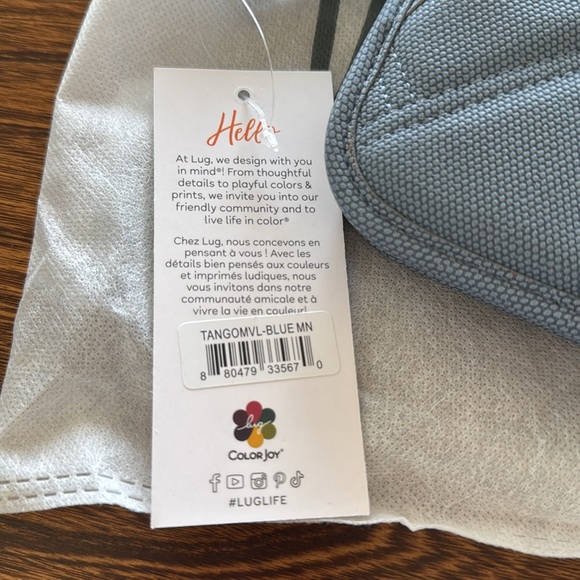 Hello
At Lug, we design with you
in mind®! From thoughtful
details to playful colors &
prints, we invite you into our
friendly community and to
live life in color®
Chez Lug, nous concevons en
pensant à vous ! Avec les
détails bien pensés aux couleurs
et imprimés ludiques, nous
vous invitons dans notre
communauté amicale et à
vivre la vie en couleur!
TANGOMVL-BLUE MN
8 80479 33567 0
lug
COLORJOY®
#LUGLIFE